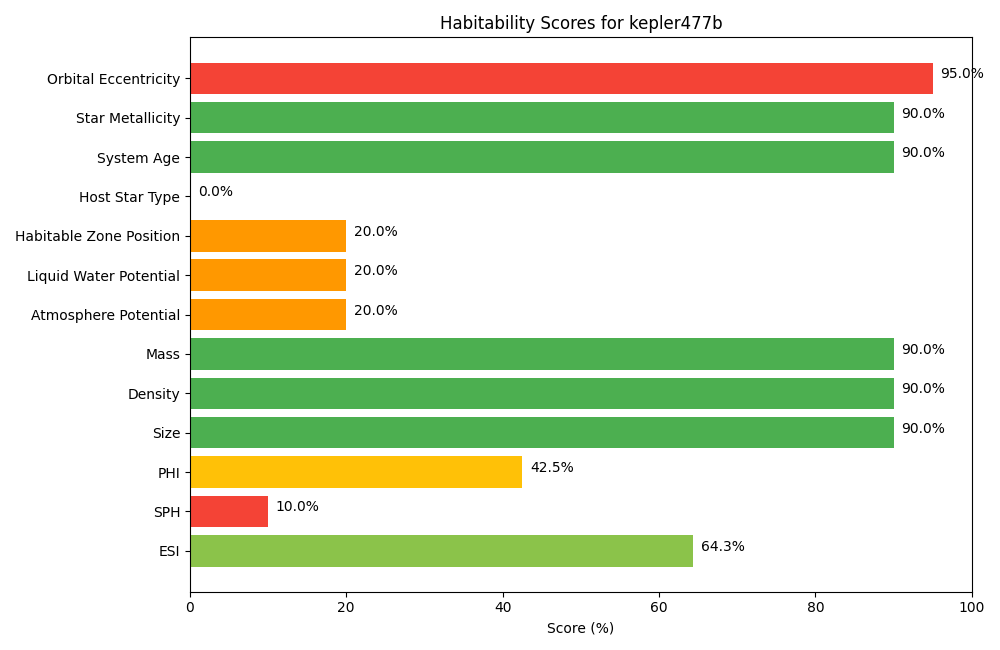 Habitability Scores for kepler477b
Orbital Eccentricity 95.0%
Star Metallicity 90.0%
System Age 90.0%
Host Star Type 0.0%
Habitable Zone Position 20.0%
Liquid Water Potential 20.0%
Atmosphere Potential 20.0%
Mass 90.0%
Density 90.0%
Size 90.0%
PHI 42.5%
SPH 10.0%
ESI 64.3%
0 20 40 60 80 100
Score (%)